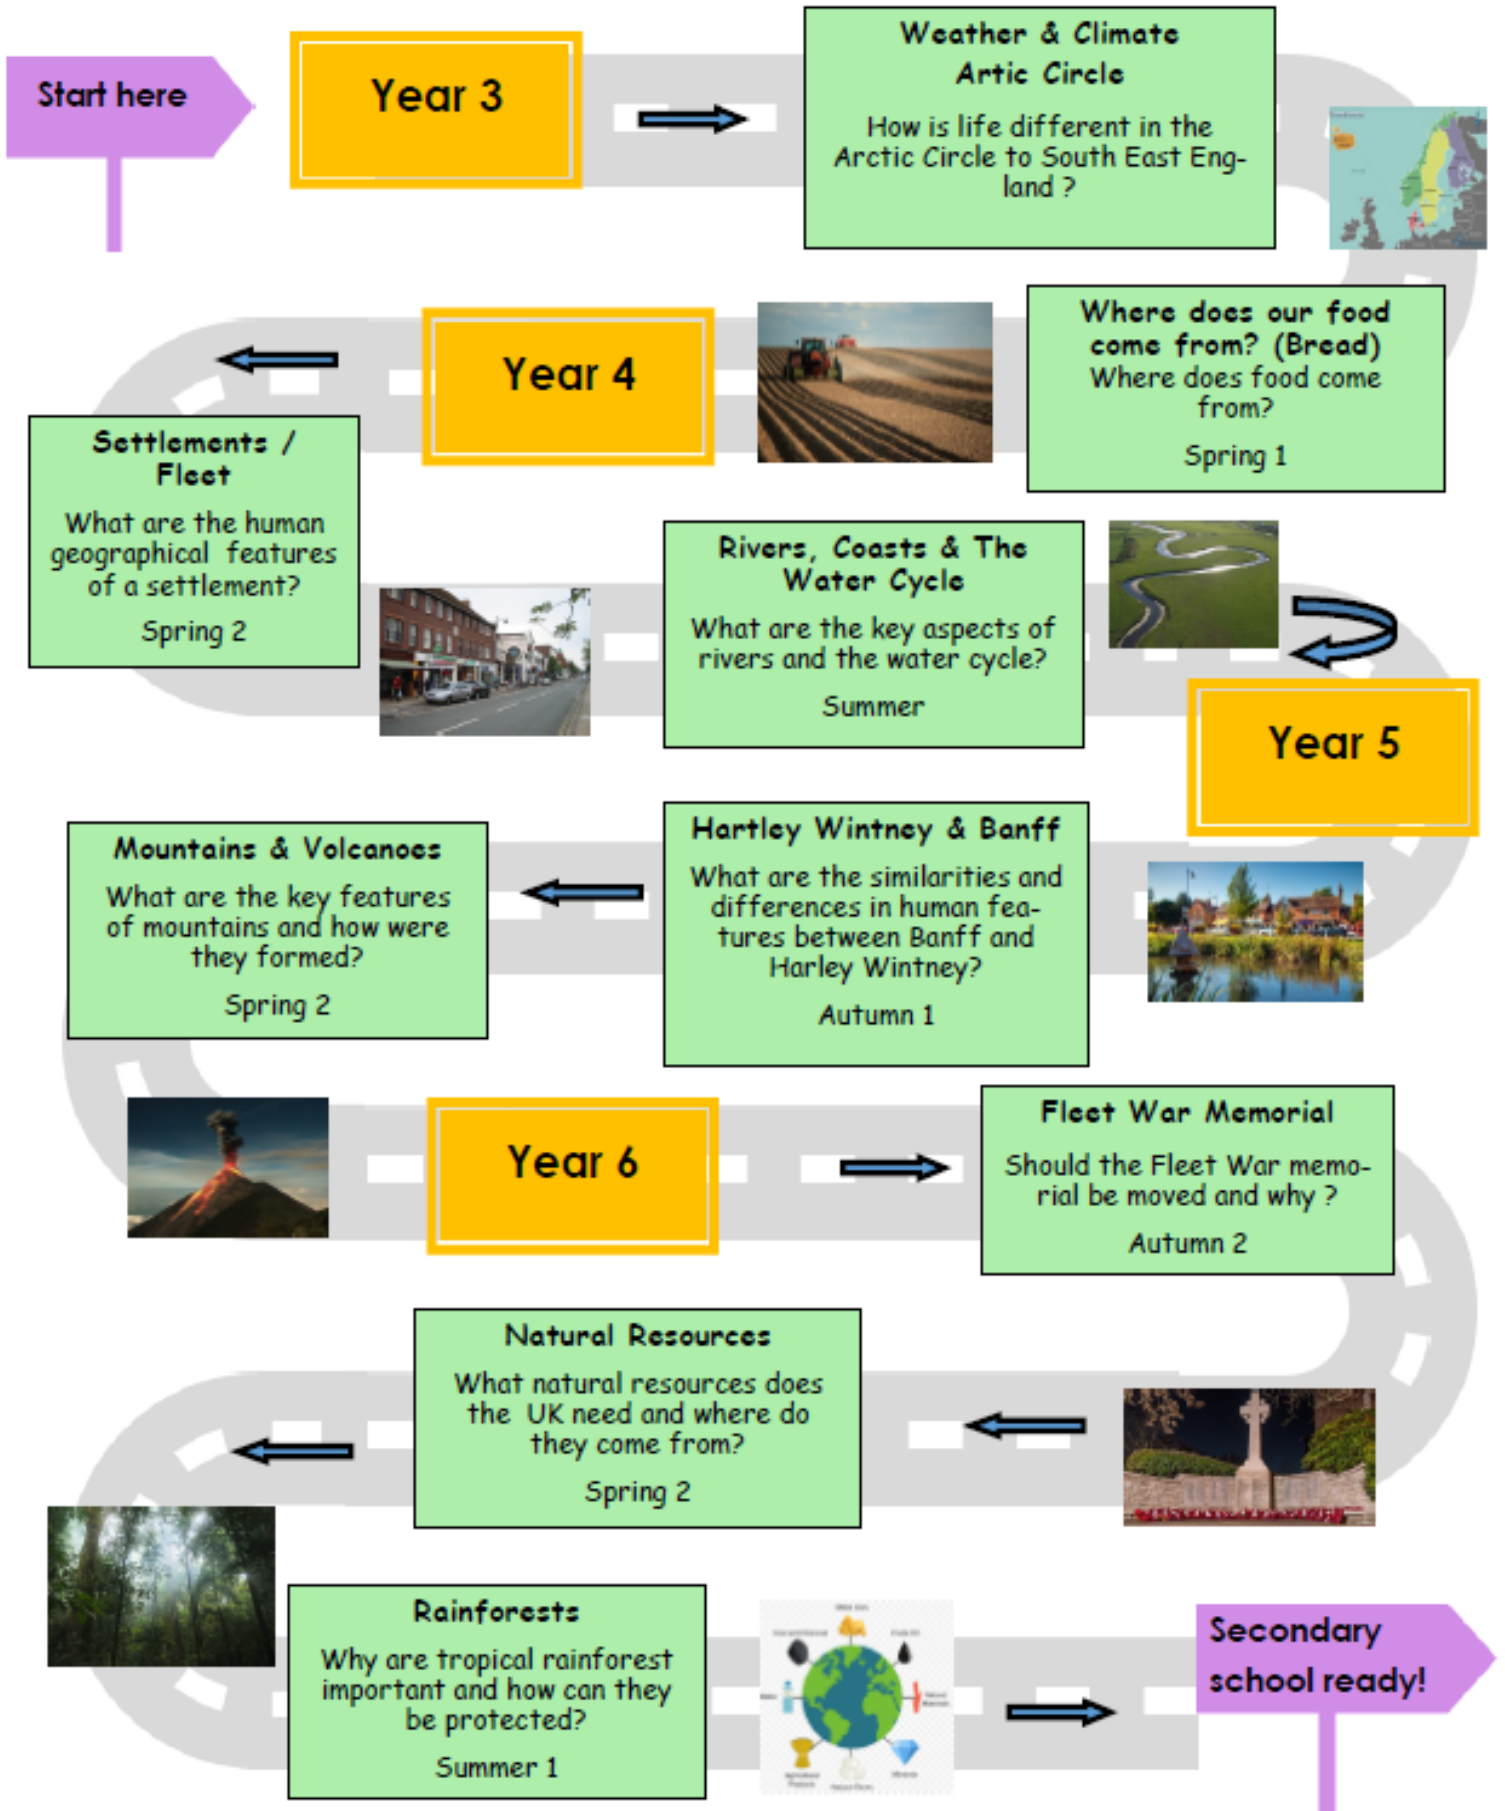 Start here
Year 3
Weather & Climate
Artic Circle
How is life different in the
Arctic Circle to South East Eng-
land ?
Where does our food
come from? (Bread)
Where does food come
from?
Spring 1
Year 4
Settlements /
Fleet
What are the human
geographical features
of a settlement?
Spring 2
Rivers, Coasts & The
Water Cycle
What are the key aspects of
rivers and the water cycle?
Summer
Year 5
Hartley Wintney & Banff
What are the similarities and
differences in human fea-
tures between Banff and
Harley Wintney?
Autumn 1
Mountains & Volcanoes
What are the key features
of mountains and how were
they formed?
Spring 2
Year 6
Fleet War Memorial
Should the Fleet War memo-
rial be moved and why ?
Autumn 2
Natural Resources
What natural resources does
the UK need and where do
they come from?
Spring 2
Rainforests
Why are tropical rainforest
important and how can they
be protected?
Summer 1
Secondary
school ready!